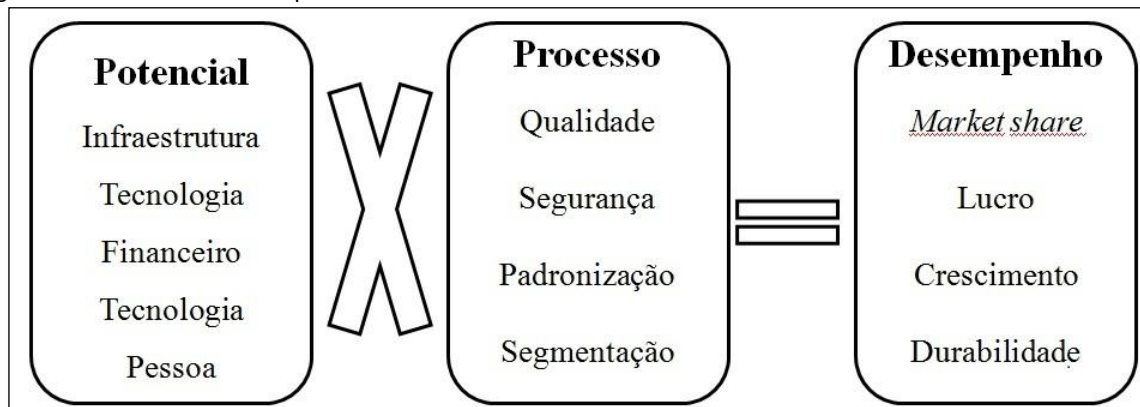 Potencial
Infraestrutura
Tecnologia
Financeiro
Tecnologia
Pessoa
X
Processo
Qualidade
Segurança
Padronização
Segmentação
=
Desempenho
Market share
Lucro
Crescimento
Durabilidade